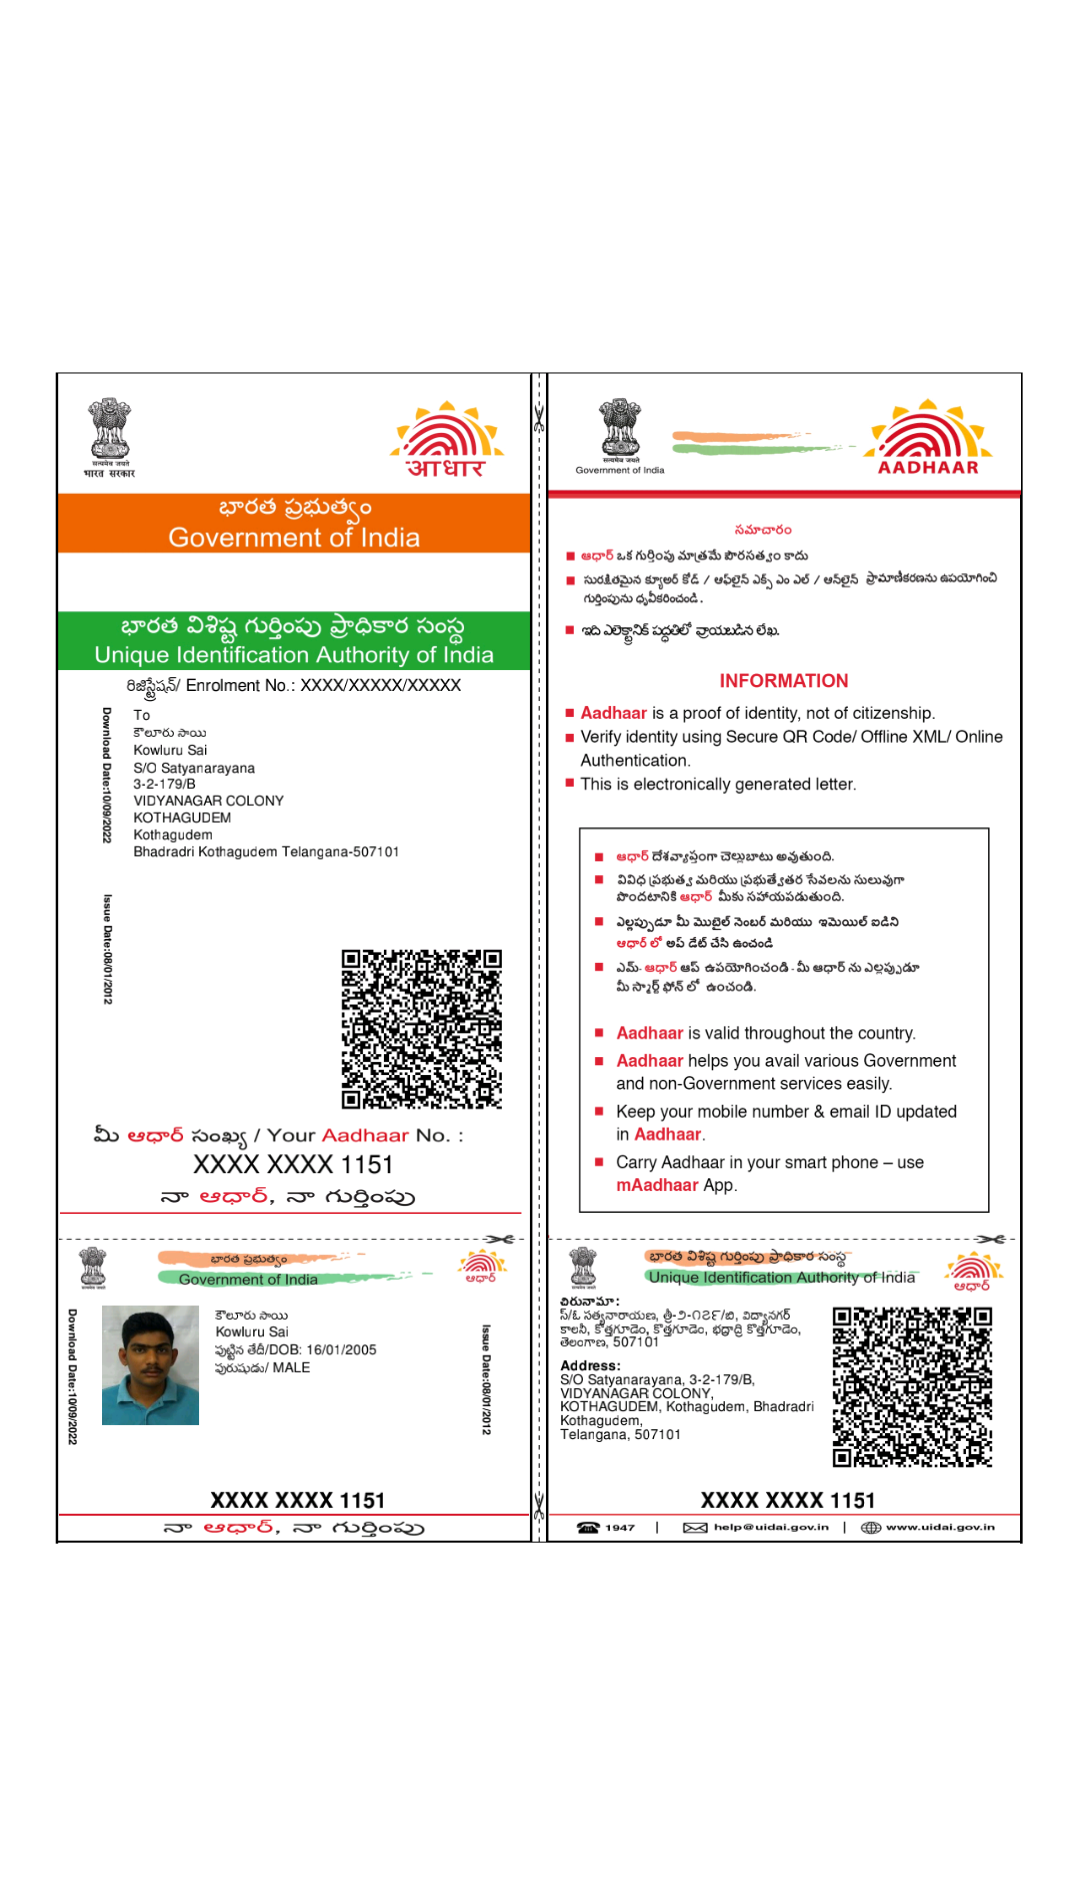 सत्यमेव जयते
भारत सरकार
आधार
భారత ప్రభుత్వం
Government of India
భారత విశిష్ట గుర్తింపు ప్రాధికార సంస్థ
Unique Identification Authority of India
రిజిస్ట్రేషన్/ Enrolment No.: XXXX/XXXXX/XXXXX
Download Date:10/09/2022
Issue Date:08/01/2012
To
కౌలూరు సాయి
Kowluru Sai
S/O Satyanarayana
3-2-179/B
VIDYANAGAR COLONY
KOTHAGUDEM
Kothagudem
Bhadradri Kothagudem Telangana-507101
మీ ఆధార్ సంఖ్య / Your Aadhaar No. :
XXXX XXXX 1151
నా ఆధార్, నా గుర్తింపు
सत्यमेव जयते
Government of India
AADHAAR
సమాచారం
ఆధార్ ఒక గుర్తింపు మాత్రమే పౌరసత్వం కాదు
సురక్షితమైన క్యూఆర్ కోడ్ / ఆఫ్‌లైన్ ఎక్స్ ఎం ఎల్ / ఆన్‌లైన్ ప్రామాణీకరణను ఉపయోగించి
గుర్తింపును ధృవీకరించండి.
ఇది ఎలెక్ట్రానిక్ పద్ధతిలో వ్రాయబడిన లేఖ.
INFORMATION
Aadhaar is a proof of identity, not of citizenship.
Verify identity using Secure QR Code/ Offline XML/ Online
Authentication.
This is electronically generated letter.
ఆధార్ దేశవ్యాప్తంగా చెల్లుబాటు అవుతుంది.
వివిధ ప్రభుత్వ మరియు ప్రభుత్వేతర సేవలను సులువుగా
పొందటానికి ఆధార్ మీకు సహాయపడుతుంది.
ఎల్లప్పుడూ మీ మొబైల్ నెంబర్ మరియు ఇమెయిల్ ఐడిని
ఆధార్ లో అప్ డేట్ చేసి ఉంచండి
ఎమ్- ఆధార్ ఆప్ ఉపయోగించండి - మీ ఆధార్ ను ఎల్లప్పుడూ
మీ స్మార్ట్ ఫోన్ లో ఉంచండి.
Aadhaar is valid throughout the country.
Aadhaar helps you avail various Government
and non-Government services easily.
Keep your mobile number & email ID updated
in Aadhaar.
Carry Aadhaar in your smart phone – use
mAadhaar App.
భారత ప్రభుత్వం
Government of India
ఆధార్
Download Date:10/09/2022
కౌలూరు సాయి
Kowluru Sai
పుట్టిన తేదీ/DOB: 16/01/2005
పురుషుడు/ MALE
Issue Date:08/01/2012
XXXX XXXX 1151
నా ఆధార్, నా గుర్తింపు
భారత విశిష్ట గుర్తింపు ప్రాధికార సంస్థ
Unique Identification Authority of India
ఆధార్
చిరునామా:
స్/ఓ సత్యనారాయణ, త్రీ-౨-౧౭౯/బి, విద్యానగర్
కాలనీ, కొత్తగూడెం, కొత్తగూడెం, భద్రాద్రి కొత్తగూడెం,
తెలంగాణ, 507101
Address:
S/O Satyanarayana, 3-2-179/B,
VIDYANAGAR COLONY,
KOTHAGUDEM, Kothagudem, Bhadradri
Kothagudem,
Telangana, 507101
XXXX XXXX 1151
1947 | help@uidai.gov.in | www.uidai.gov.in